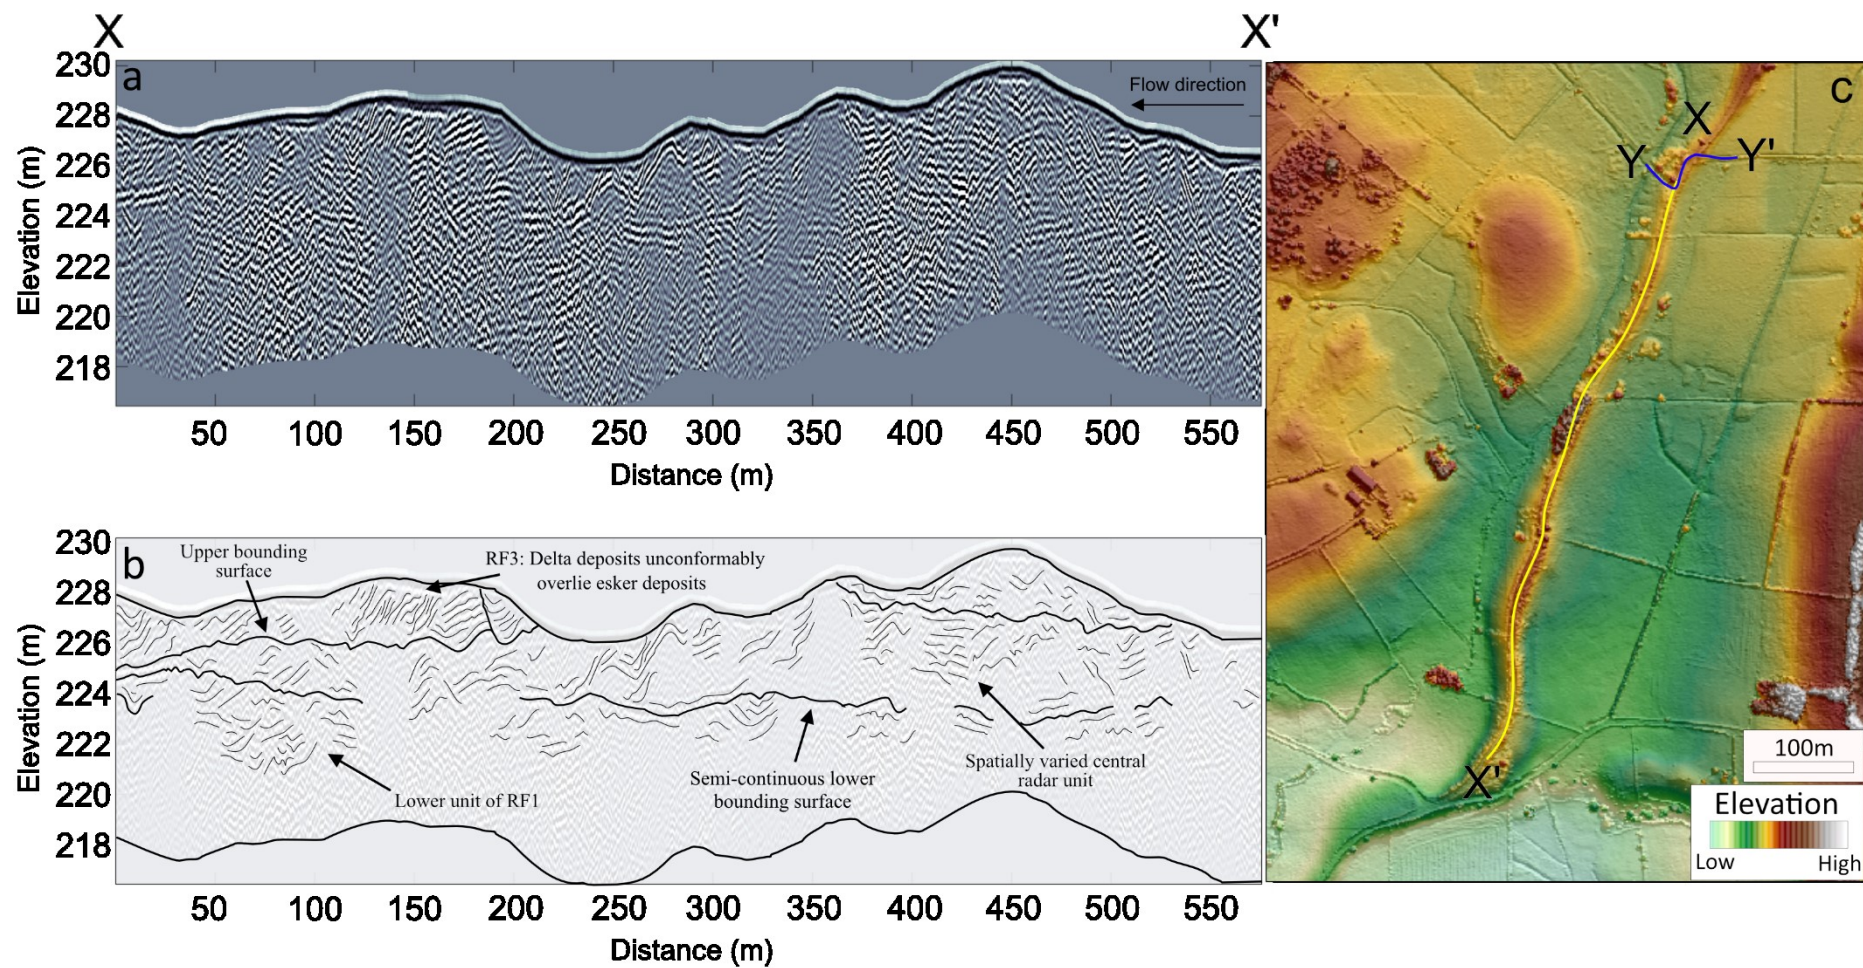 X
X'
a
230
228
226
224
222
220
218
Elevation (m)
Flow direction
50 100 150 200 250 300 350 400 450 500 550
Distance (m)
b
230
228
226
224
222
220
218
Elevation (m)
Upper bounding
surface
RF3: Delta deposits unconformably
overlie esker deposits
Lower unit of RF1
Semi-continuous lower
bounding surface
Spatially varied central
radar unit
50 100 150 200 250 300 350 400 450 500 550
Distance (m)
c
X
Y
Y'
X'
100m
Elevation
Low
High